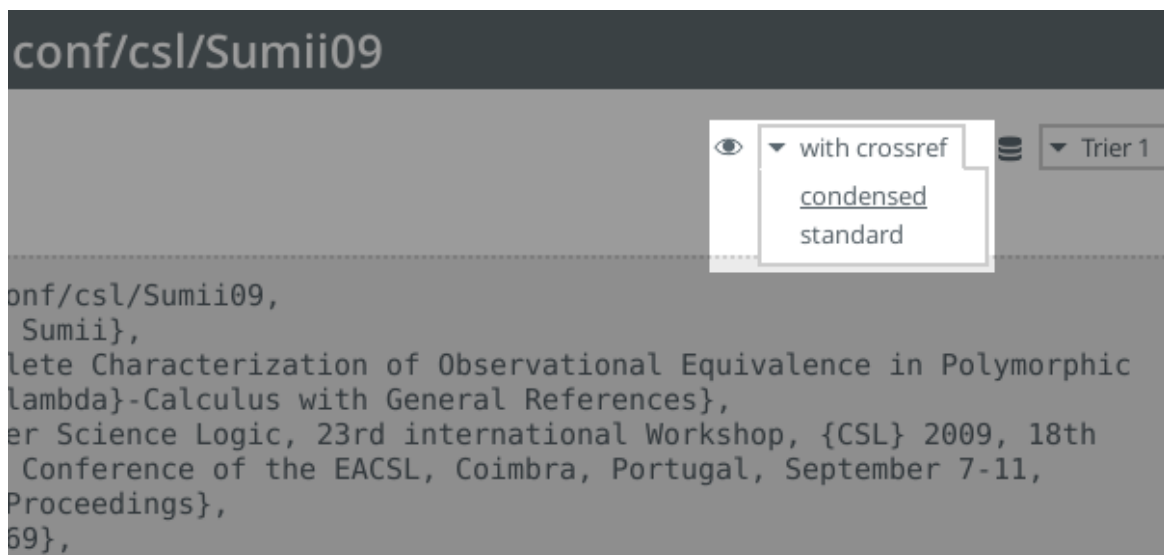 conf/csl/Sumii09
with crossref
Trier 1
condensed
standard
onf/csl/Sumii09,
Sumii},
lete Characterization of Observational Equivalence in Polymorphic
lambda}-Calculus with General References},
er Science Logic, 23rd international Workshop, {CSL} 2009, 18th
Conference of the EACSL, Coimbra, Portugal, September 7-11,
Proceedings},
69},